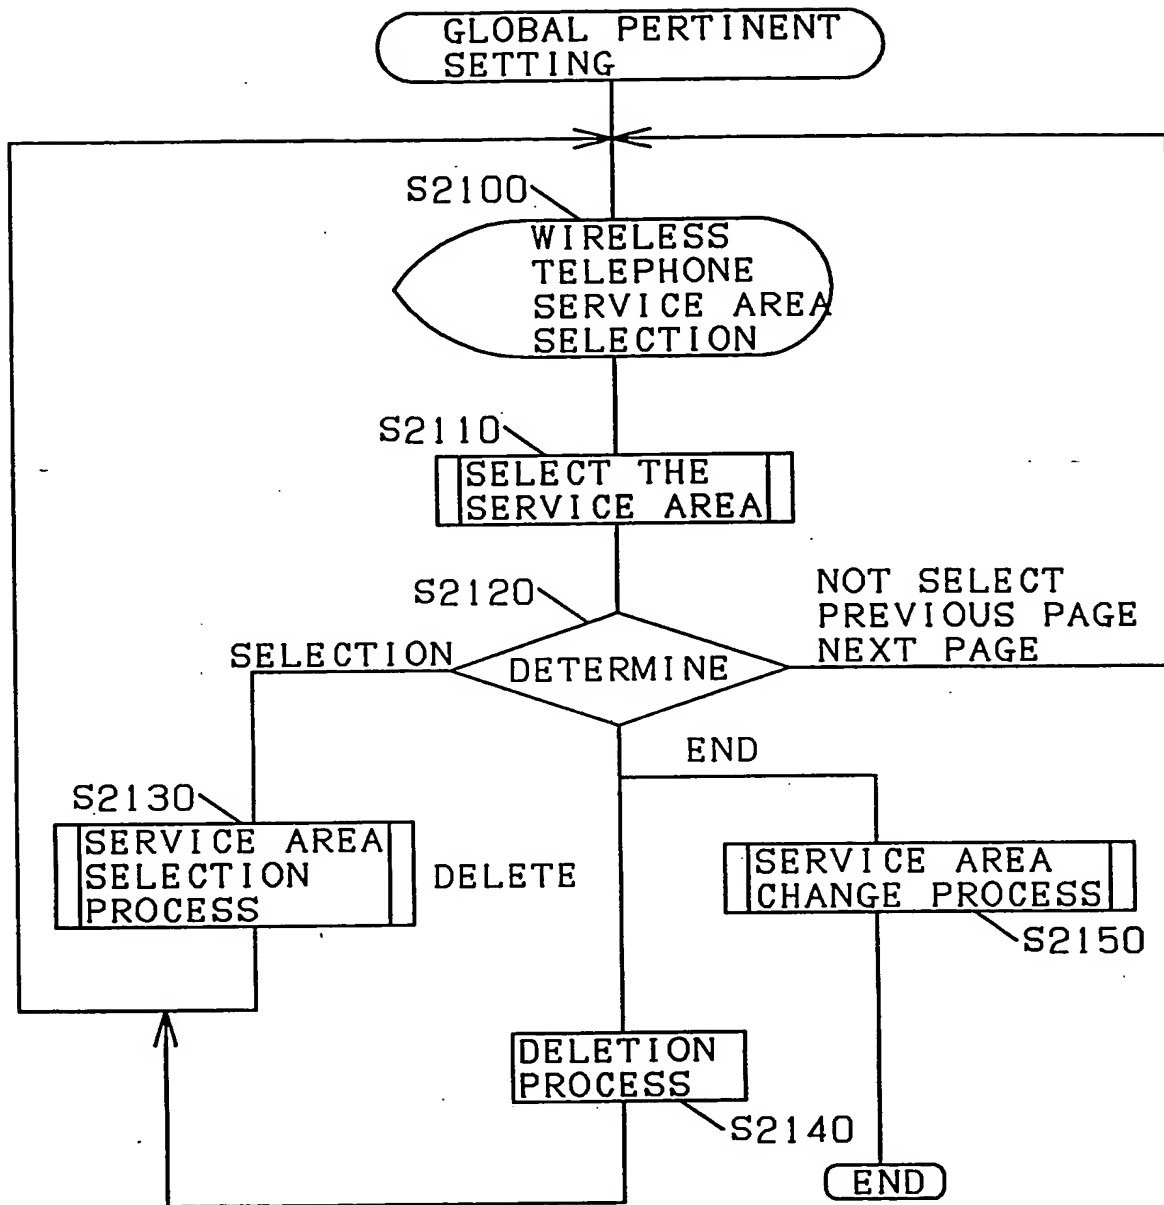 GLOBAL PERTINENT
SETTING
S2100
WIRELESS
TELEPHONE
SERVICE AREA
SELECTION
S2110
SELECT THE
SERVICE AREA
S2120
NOT SELECT
PREVIOUS PAGE
NEXT PAGE
SELECTION
DETERMINE
END
S2130
SERVICE AREA
SELECTION
PROCESS
DELETE
SERVICE AREA
CHANGE PROCESS
S2150
DELETION
PROCESS
S2140
END